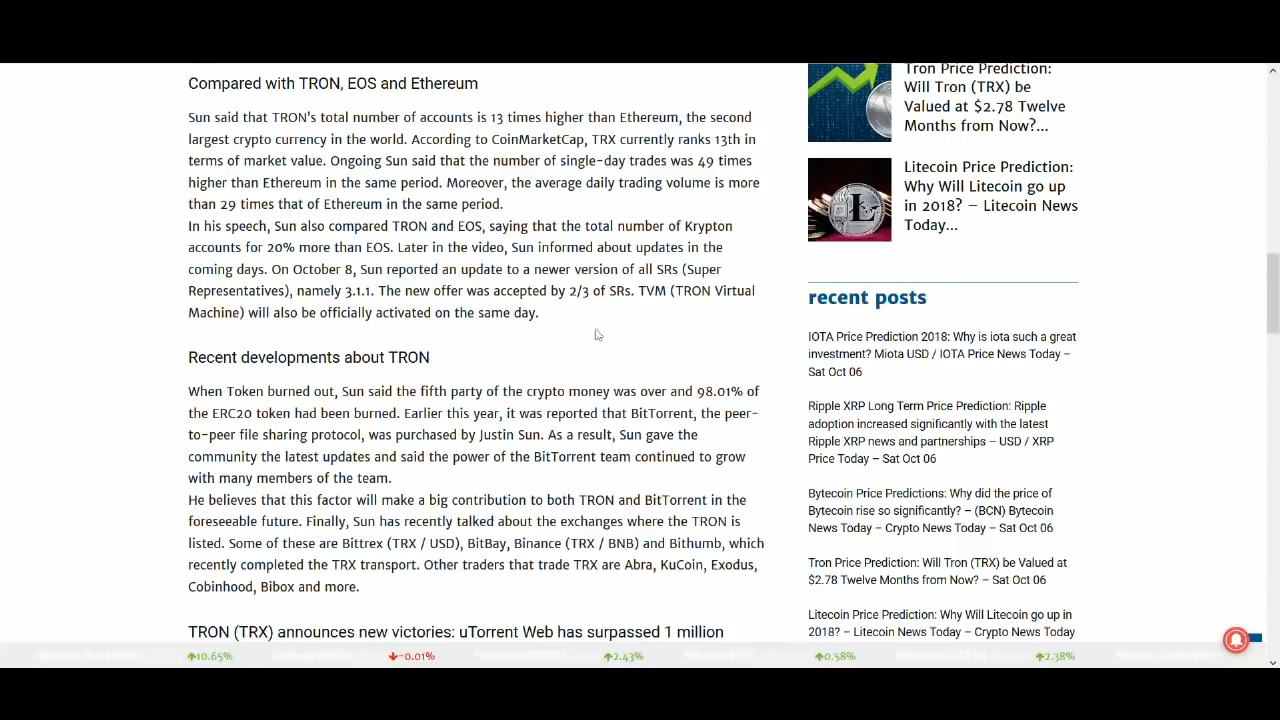 Compared with TRON, EOS and Ethereum
Sun said that TRON's total number of accounts is 13 times higher than Ethereum, the second
largest crypto currency in the world. According to CoinMarketCap, TRX currently ranks 13th in
terms of market value. Ongoing Sun said that the number of single-day trades was 49 times
higher than Ethereum in the same period. Moreover, the average daily trading volume is more
than 29 times that of Ethereum in the same period.
In his speech, Sun also compared TRON and EOS, saying that the total number of Krypton
accounts for 20% more than EOS. Later in the video, Sun informed about updates in the
coming days. On October 8, Sun reported an update to a newer version of all SRs (Super
Representatives), namely 3.1.1. The new offer was accepted by 2/3 of SRs. TVM (TRON Virtual
Machine) will also be officially activated on the same day.
Recent developments about TRON
When Token burned out, Sun said the fifth party of the crypto money was over and 98.01% of
the ERC20 token had been burned. Earlier this year, it was reported that BitTorrent, the peer-
to-peer file sharing protocol, was purchased by Justin Sun. As a result, Sun gave the
community the latest updates and said the power of the BitTorrent team continued to grow
with many members of the team.
He believes that this factor will make a big contribution to both TRON and BitTorrent in the
foreseeable future. Finally, Sun has recently talked about the exchanges where the TRON is
listed. Some of these are Bittrex (TRX / USD), BitBay, Binance (TRX / BNB) and Bithumb, which
recently completed the TRX transport. Other traders that trade TRX are Abra, KuCoin, Exodus,
Cobinhood, Bibox and more.
TRON (TRX) announces new victories: uTorrent Web has surpassed 1 million
Tron Price Prediction:
Will Tron (TRX) be
Valued at $2.78 Twelve
Months from Now?...
Litecoin Price Prediction:
Why Will Litecoin go up
in 2018? – Litecoin News
Today...
recent posts
IOTA Price Prediction 2018: Why is iota such a great
investment? Miota USD / IOTA Price News Today –
Sat Oct 06
Ripple XRP Long Term Price Prediction: Ripple
adoption increased significantly with the latest
Ripple XRP news and partnerships – USD / XRP
Price Today – Sat Oct 06
Bytecoin Price Predictions: Why did the price of
Bytecoin rise so significantly? – (BCN) Bytecoin
News Today – Crypto News Today – Sat Oct 06
Tron Price Prediction: Will Tron (TRX) be Valued at
$2.78 Twelve Months from Now? – Sat Oct 06
Litecoin Price Prediction: Why Will Litecoin go up in
2018? – Litecoin News Today – Crypto News Today
10.65% -0.01% 2.43% 0.58% 2.38%